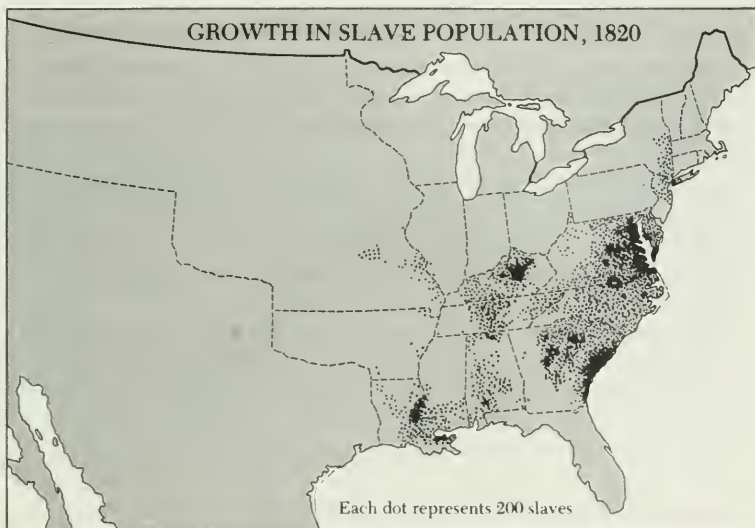 GROWTH IN SLAVE POPULATION, 1820
Each dot represents 200 slaves